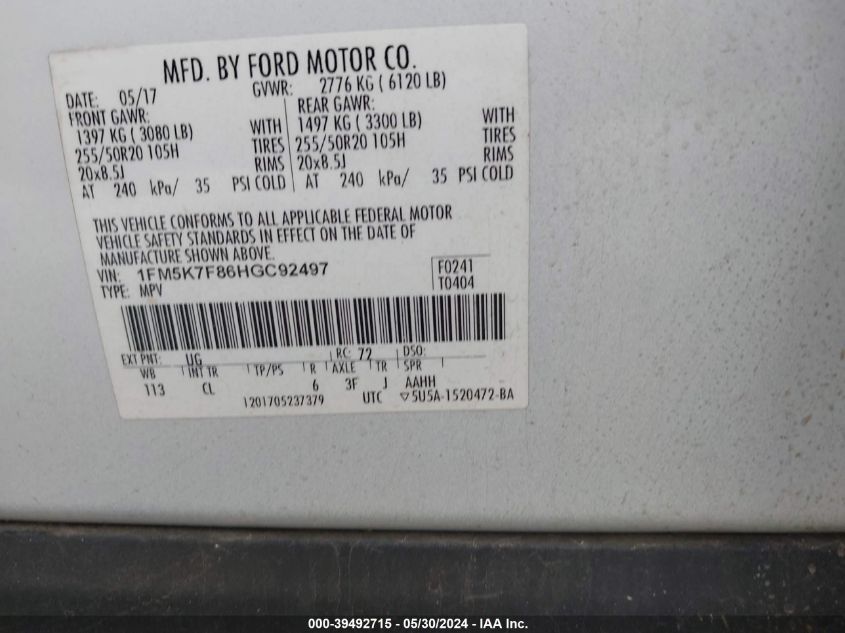 MFD. BY FORD MOTOR CO.
DATE: 05/17 GVWR: 2776 KG ( 6120 LB)
FRONT GAWR: REAR GAWR:
1397 KG ( 3080 LB) WITH 1497 KG ( 3300 LB) WITH
255/50R20 105H TIRES 255/50R20 105H TIRES
20x8.5J RIMS 20x8.5J RIMS
AT 240 kPa/ 35 PSI COLD AT 240 kPa/ 35 PSI COLD
THIS VEHICLE CONFORMS TO ALL APPLICABLE FEDERAL MOTOR
VEHICLE SAFETY STANDARDS IN EFFECT ON THE DATE OF
MANUFACTURE SHOWN ABOVE.
VIN: 1FM5K7F86HGC92497 F0241
TYPE: MPV T0404
EXT PNT: UG RC: 72 DSO:
WB INT TR TP/PS R AXLE TR SPR
113 CL 6 3F J AAHH
1201705237379 UTC ▽5U5A-1520472-BA
000-39492715 - 05/30/2024 - IAA Inc.